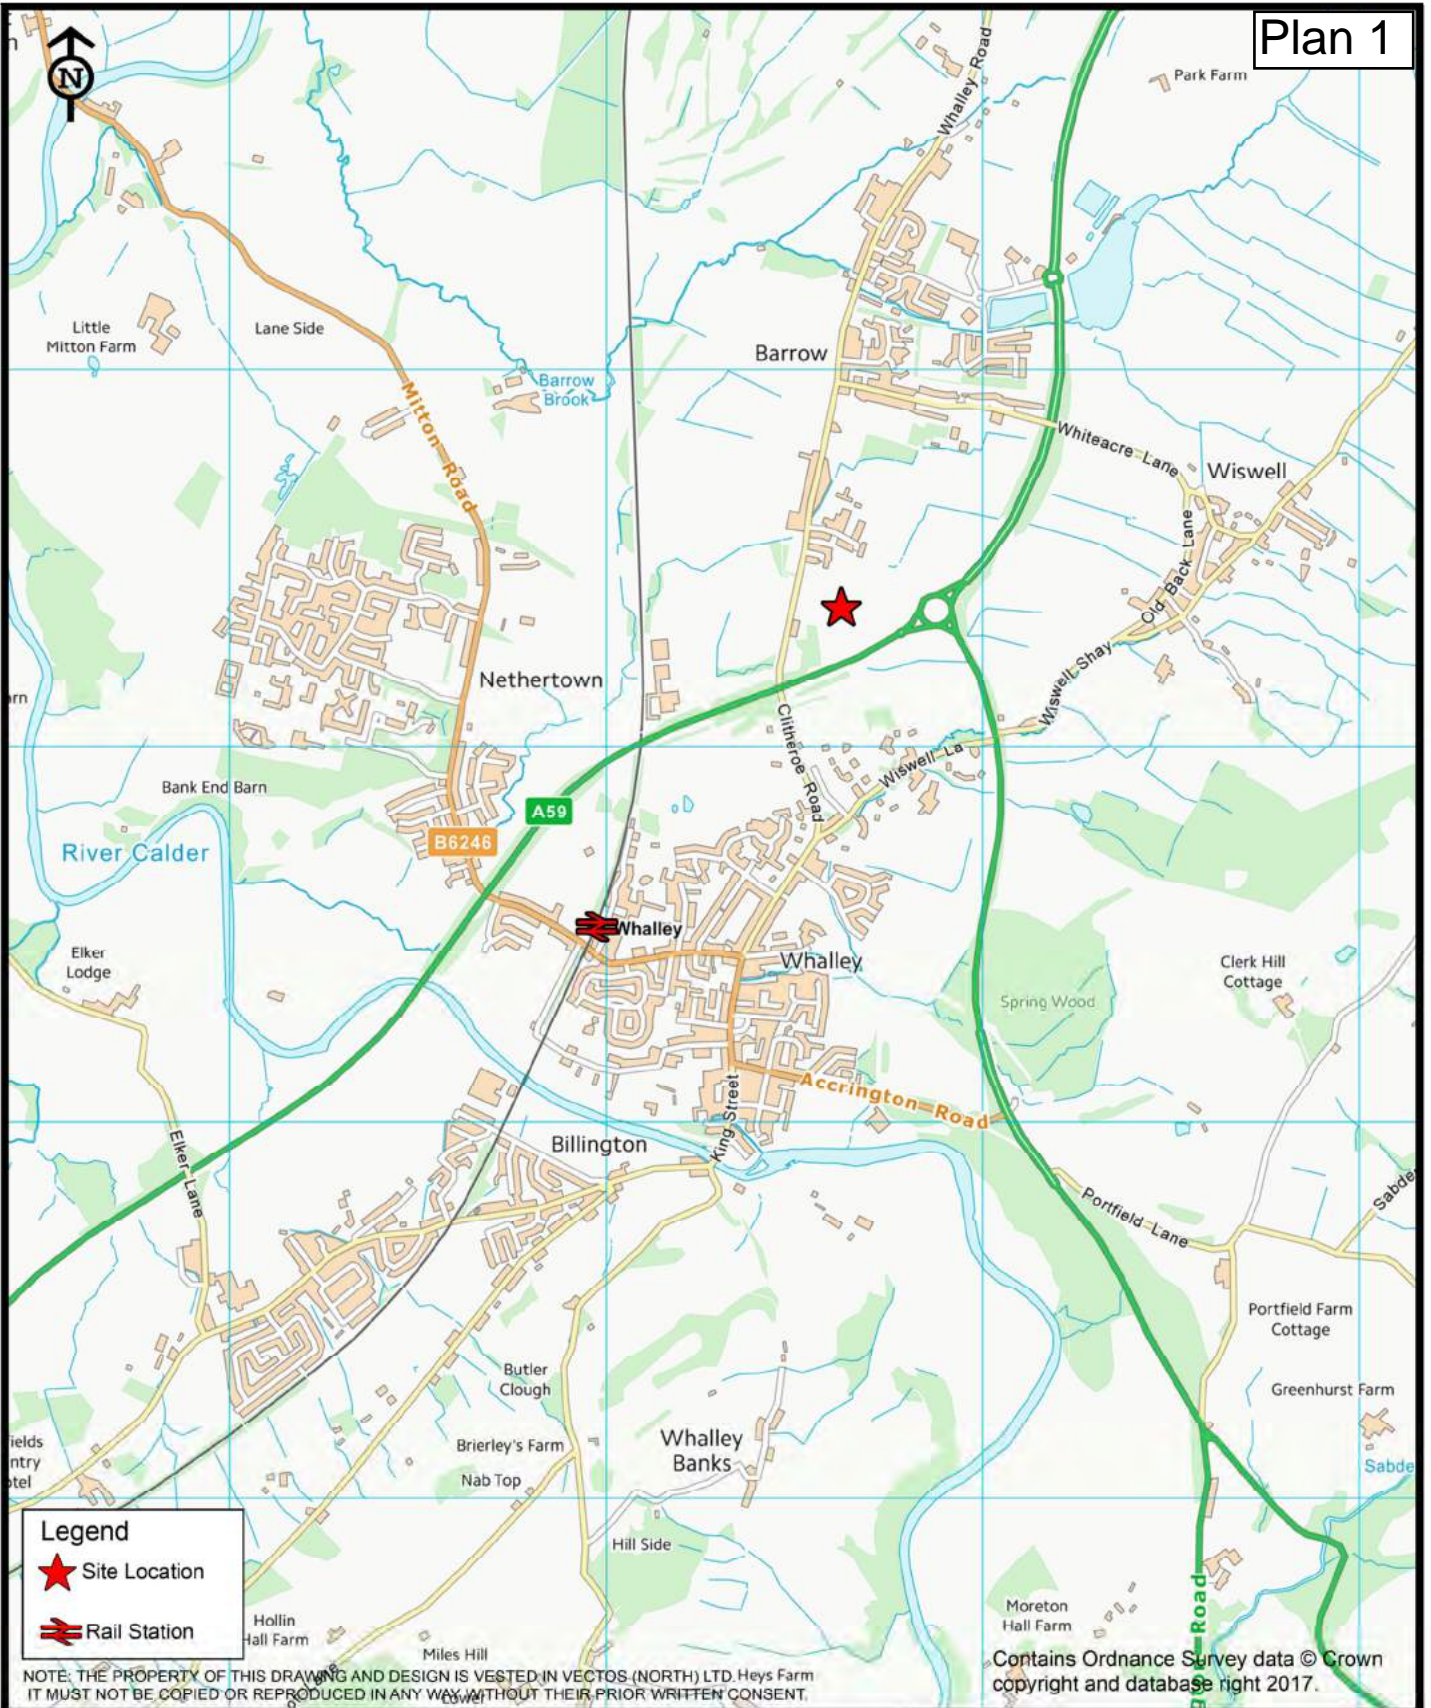 Plan 1
N
Whalley Road
Park Farm
Little
Mitton Farm
Lane Side
Barrow
Barrow
Brook
Mitton Road
Whiteacre Lane
Wiswell
Old Back Lane
Wiswell Shay
Nethertown
Clitheroe Road
Wiswell La
Bank End Barn
A59
B6246
River Calder
Whalley
Whalley
Elker
Lodge
Clerk Hill
Cottage
Spring Wood
Accrington Road
King Street
Billington
Elker Lane
Portfield Lane
Sabde
Portfield Farm
Cottage
Butler
Clough
Greenhurst Farm
Whalley
Banks
Brierley's Farm
Nab Top
ields
ntry
otel
Sabde
Hill Side
Legend
Site Location
Rail Station
Hollin
Hall Farm
Miles Hill
Moreton
Hall Farm
Road
Heys Farm
NOTE: THE PROPERTY OF THIS DRAWING AND DESIGN IS VESTED IN VECTOS (NORTH) LTD.
IT MUST NOT BE COPIED OR REPRODUCED IN ANY WAY WITHOUT THEIR PRIOR WRITTEN CONSENT.
Contains Ordnance Survey data © Crown
copyright and database right 2017.